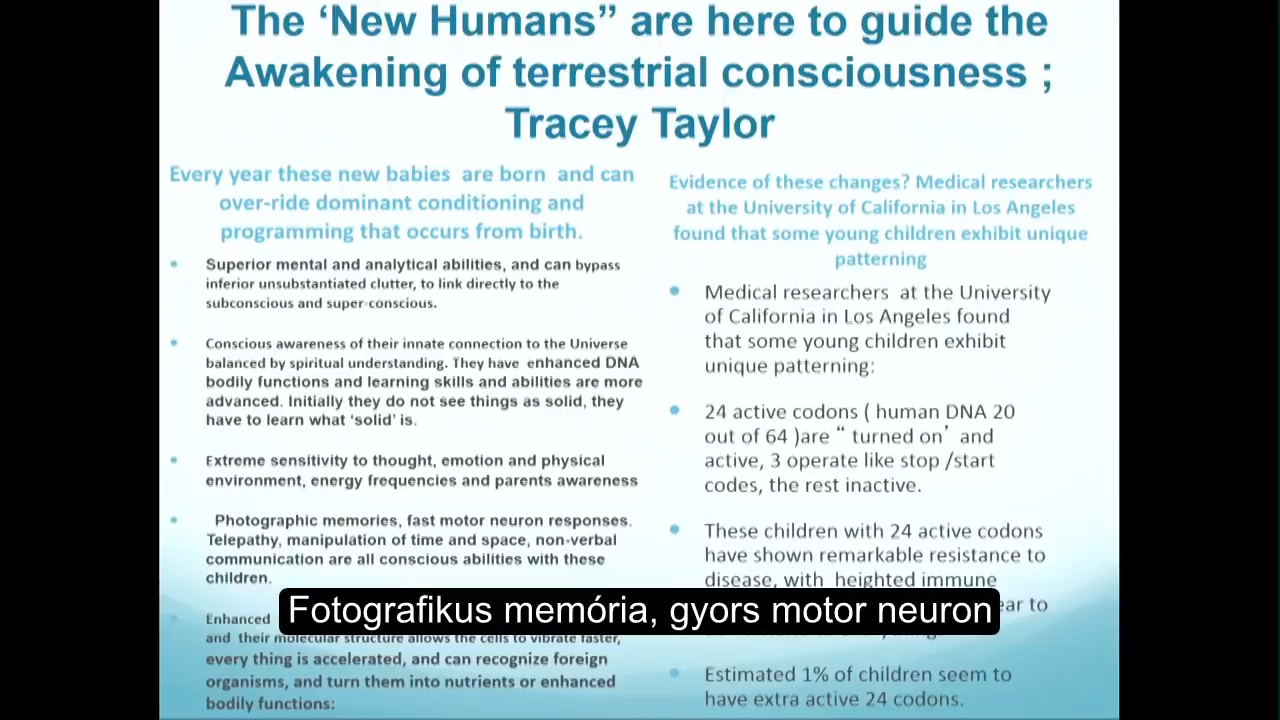 The ‘New Humans” are here to guide the
Awakening of terrestrial consciousness ;
Tracey Taylor
Every year these new babies are born and can
over-ride dominant conditioning and
programming that occurs from birth.
• Superior mental and analytical abilities, and can bypass
inferior unsubstantiated clutter, to link directly to the
subconscious and super-conscious.
• Conscious awareness of their innate connection to the Universe
balanced by spiritual understanding. They have enhanced DNA
bodily functions and learning skills and abilities are more
advanced. Initially they do not see things as solid, they
have to learn what ‘solid’ is.
• Extreme sensitivity to thought, emotion and physical
environment, energy frequencies and parents awareness
• Photographic memories, fast motor neuron responses.
Telepathy, manipulation of time and space, non-verbal
communication are all conscious abilities with these
children.
• Enhanced
and their molecular structure allows the cells to vibrate faster,
every thing is accelerated, and can recognize foreign
organisms, and turn them into nutrients or enhanced
bodily functions:
Evidence of these changes? Medical researchers
at the University of California in Los Angeles
found that some young children exhibit unique
patterning
• Medical researchers at the University
of California in Los Angeles found
that some young children exhibit
unique patterning:
• 24 active codons ( human DNA 20
out of 64 )are “ turned on’ and
active, 3 operate like stop /start
codes, the rest inactive.
• These children with 24 active codons
have shown remarkable resistance to
disease, with heighted immune
to
• Estimated 1% of children seem to
have extra active 24 codons.
Fotografikus memória, gyors motor neuron